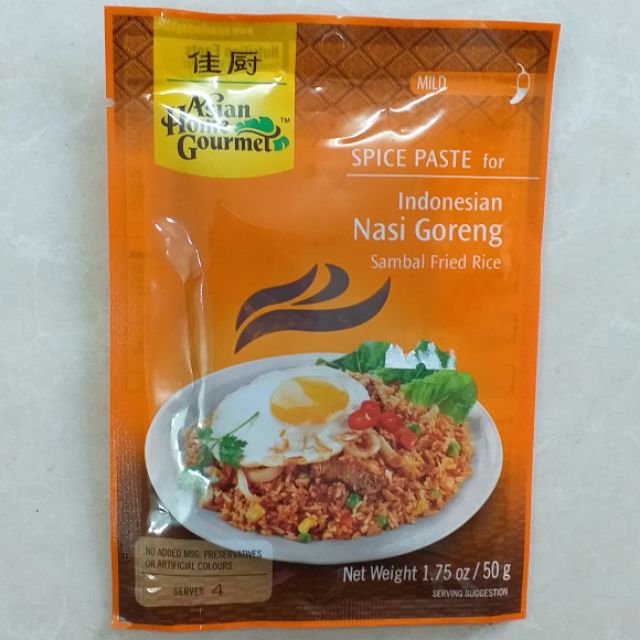 佳厨
Asian
Home
Gourmet™
MILD
SPICE PASTE for
Indonesian
Nasi Goreng
Sambal Fried Rice
NO ADDED MSG, PRESERVATIVES
OR ARTIFICIAL COLOURS
SERVES 4
Net Weight 1.75 oz / 50 g
SERVING SUGGESTION